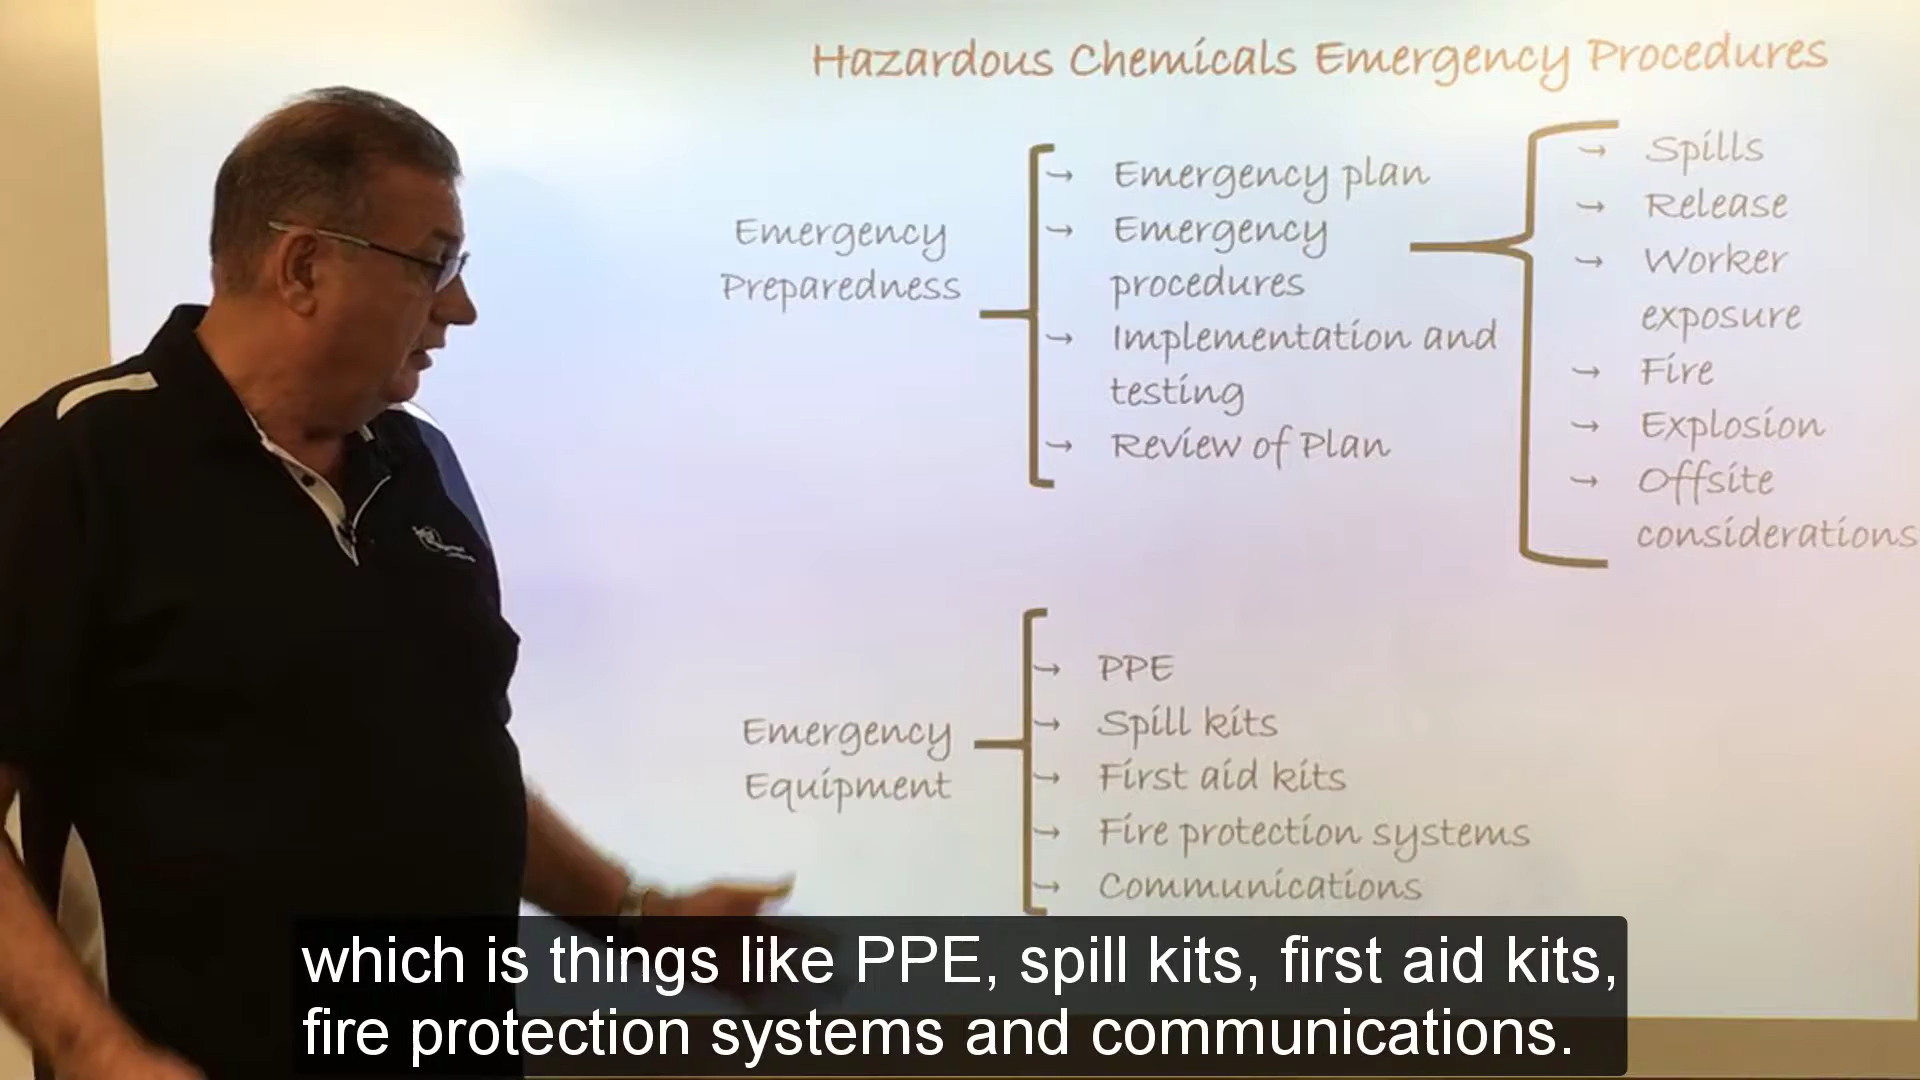 Hazardous Chemicals Emergency Procedures
Emergency
Preparedness
→ Emergency plan
→ Emergency
procedures
→ Implementation and
testing
→ Review of Plan
→ Spills
→ Release
→ Worker
exposure
→ Fire
→ Explosion
→ Offsite
considerations
Emergency
Equipment
→ PPE
→ Spill kits
→ First aid kits
→ Fire protection systems
→ Communications
which is things like PPE, spill kits, first aid kits,
fire protection systems and communications.